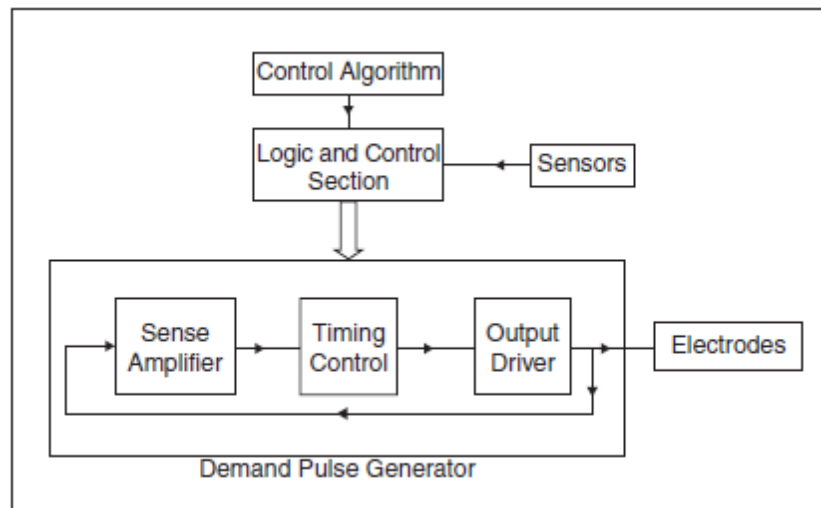 Control Algorithm
Logic and Control
Section
Sensors
Sense
Amplifier
Timing
Control
Output
Driver
Electrodes
Demand Pulse Generator